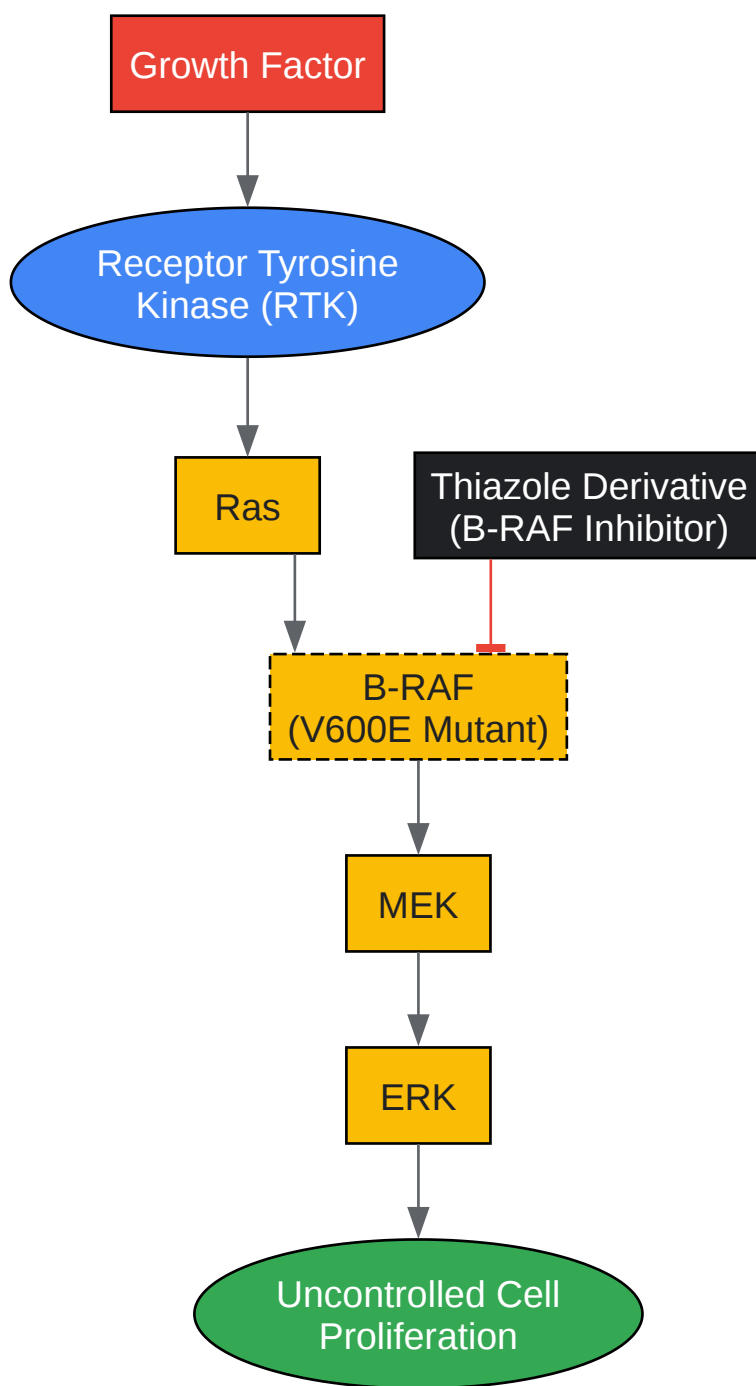 Growth Factor
Receptor Tyrosine
Kinase (RTK)
Ras
Thiazole Derivative
(B-RAF Inhibitor)
B-RAF
(V600E Mutant)
MEK
ERK
Uncontrolled Cell
Proliferation